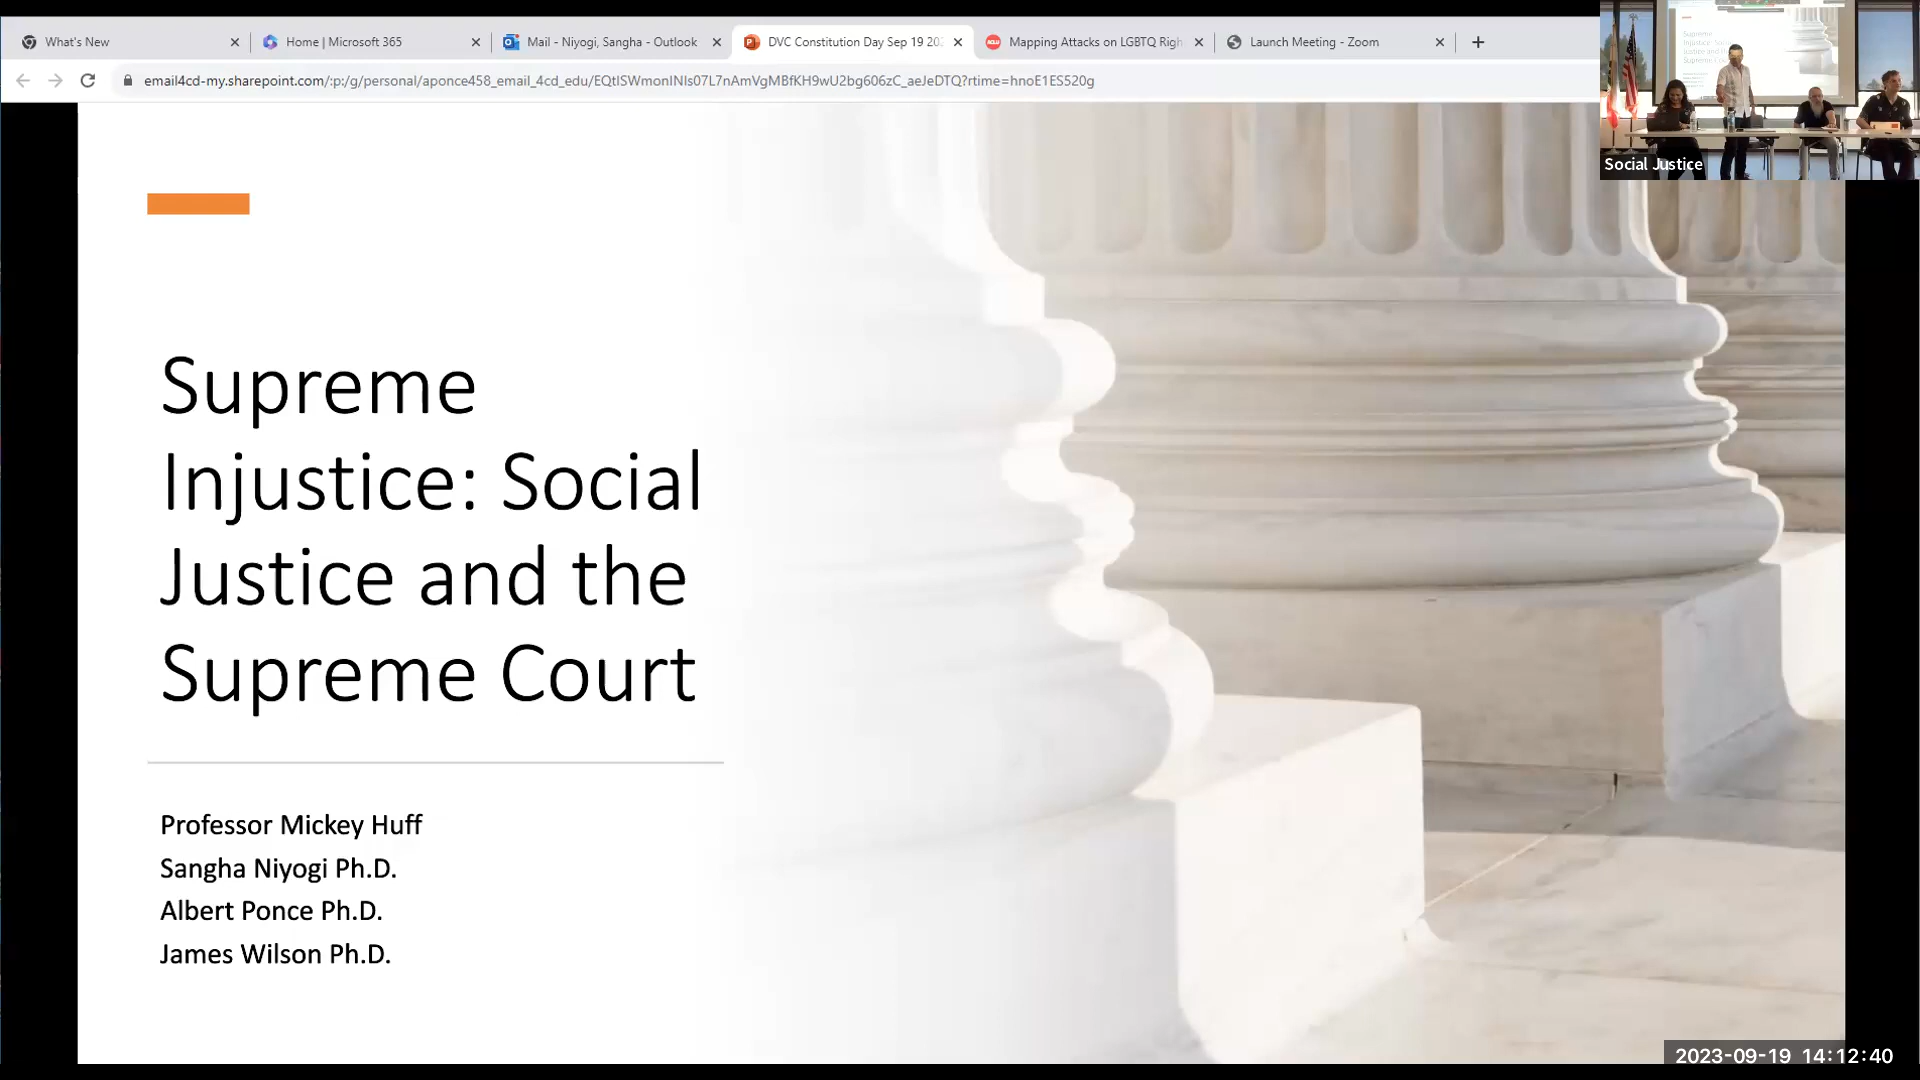 What's New
Home | Microsoft 365
Mail - Niyogi, Sangha - Outlook
DVC Constitution Day Sep 19 202
Mapping Attacks on LGBTQ Righ
Launch Meeting - Zoom
email4cd-my.sharepoint.com/:p:/g/personal/aponce458_email_4cd_edu/EQtISWmonINIs07L7nAmVgMBfKH9wU2bg606zC_aeJeDTQ?rtime=hnoE1ES520g
Social Justice
Supreme
Injustice: Social
Justice and the
Supreme Court
Professor Mickey Huff
Sangha Niyogi Ph.D.
Albert Ponce Ph.D.
James Wilson Ph.D.
2023-09-19 14:12:40